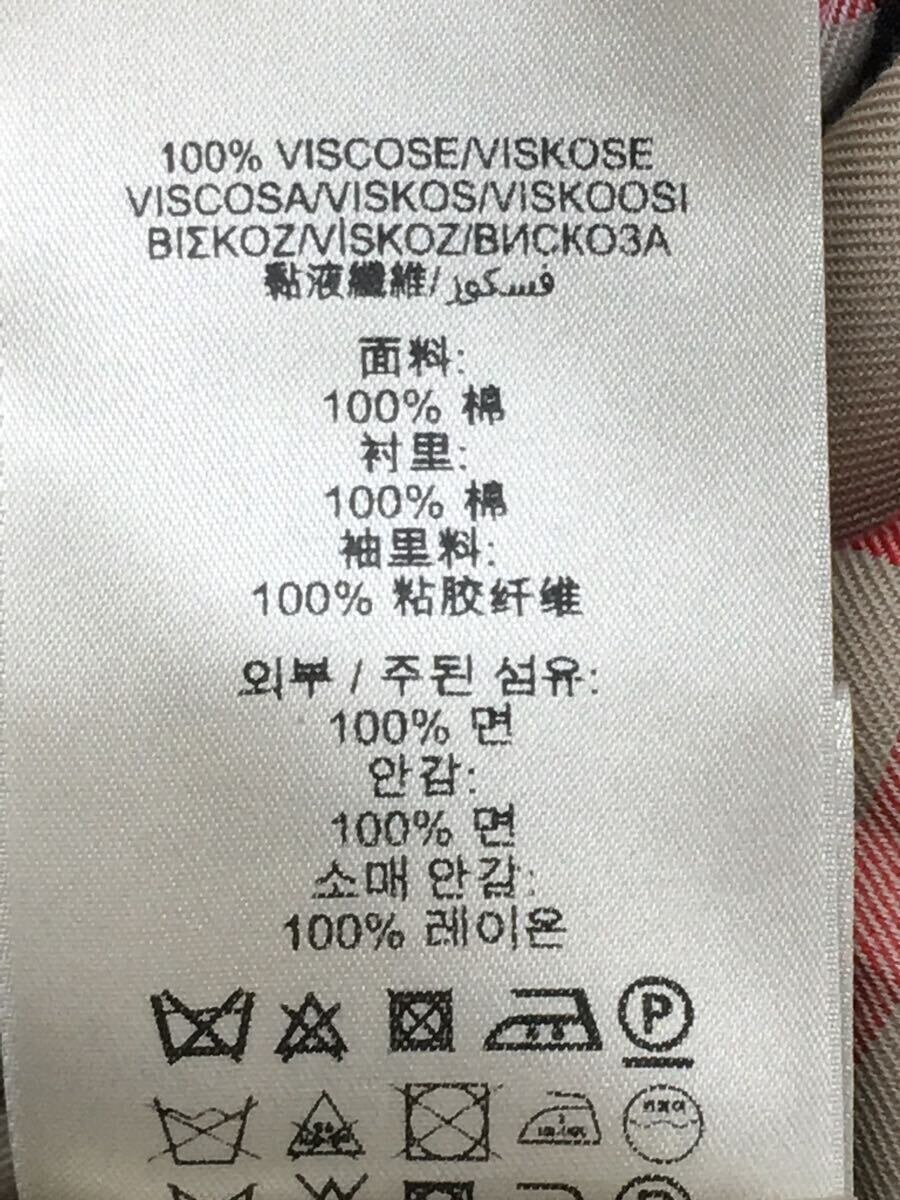 100% VISCOSE/VISKOSE
VISCOSA/VISKOS/VISKOOSI
ΒΙΣΚΟΖ/VİSKOZ/ВИСКОЗА
黏液纖維/فسكوز
面料:
100% 棉
衬里:
100% 棉
袖里料:
100% 粘胶纤维
외부 / 주된 섬유:
100% 면
안감:
100% 면
소매 안감:
100% 레이온
P